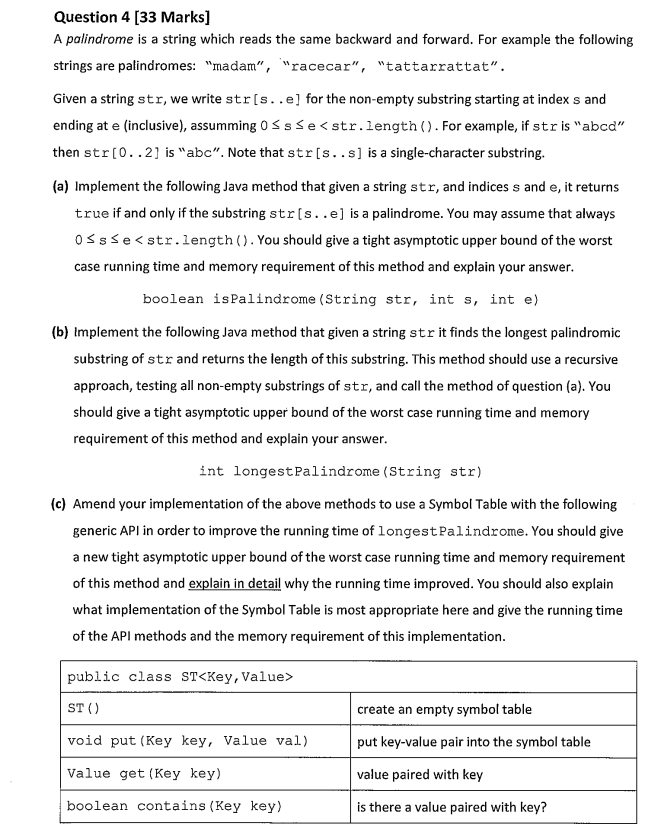 Question 4 [33 Marks]
A palindrome is a string which reads the same backward and forward. For example the following
strings are palindromes: "madam", "racecar", "tattarrattat".
Given a string str, we write str[s..e] for the non-empty substring starting at index s and
ending at e (inclusive), assumming 0 ≤ s ≤ e < str.length(). For example, if str is "abcd"
then str[0..2] is "abc". Note that str[s..s] is a single-character substring.
(a) Implement the following Java method that given a string str, and indices s and e, it returns
true if and only if the substring str[s..e] is a palindrome. You may assume that always
0 ≤ s ≤ e < str.length(). You should give a tight asymptotic upper bound of the worst
case running time and memory requirement of this method and explain your answer.
boolean isPalindrome(String str, int s, int e)
(b) Implement the following Java method that given a string str it finds the longest palindromic
substring of str and returns the length of this substring. This method should use a recursive
approach, testing all non-empty substrings of str, and call the method of question (a). You
should give a tight asymptotic upper bound of the worst case running time and memory
requirement of this method and explain your answer.
int longestPalindrome(String str)
(c) Amend your implementation of the above methods to use a Symbol Table with the following
generic API in order to improve the running time of longestPalindrome. You should give
a new tight asymptotic upper bound of the worst case running time and memory requirement
of this method and explain in detail why the running time improved. You should also explain
what implementation of the Symbol Table is most appropriate here and give the running time
of the API methods and the memory requirement of this implementation.
public class ST<Key,Value>
ST() create an empty symbol table
void put(Key key, Value val) put key-value pair into the symbol table
Value get(Key key) value paired with key
boolean contains(Key key) is there a value paired with key?